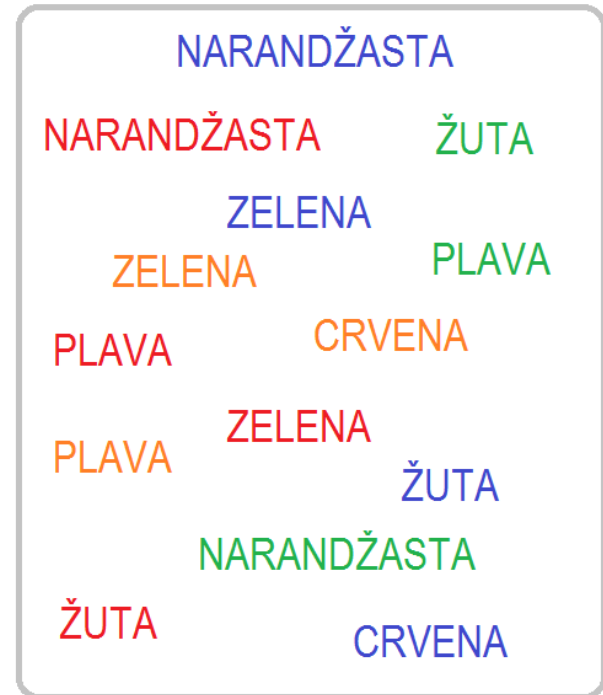 NARANDŽASTA
NARANDŽASTA ŽUTA
ZELENA
ZELENA PLAVA
PLAVA CRVENA
ZELENA
PLAVA ŽUTA
NARANDŽASTA
ŽUTA CRVENA